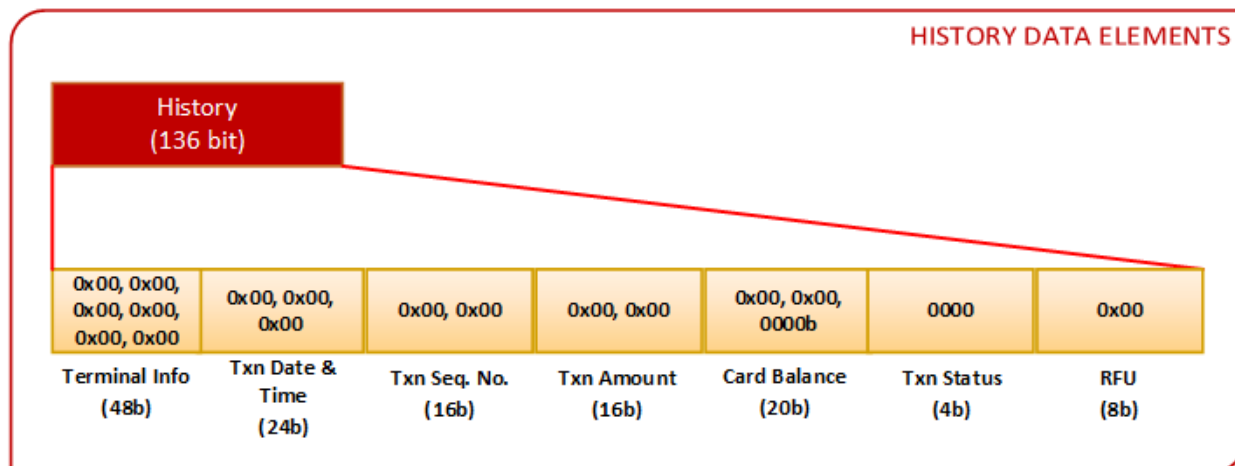 HISTORY DATA ELEMENTS
History
(136 bit)
0x00, 0x00,
0x00, 0x00,
0x00, 0x00
0x00, 0x00,
0x00
0x00, 0x00
0x00, 0x00
0x00, 0x00,
0000b
0000
0x00
Terminal Info
(48b)
Txn Date &
Time
(24b)
Txn Seq. No.
(16b)
Txn Amount
(16b)
Card Balance
(20b)
Txn Status
(4b)
RFU
(8b)